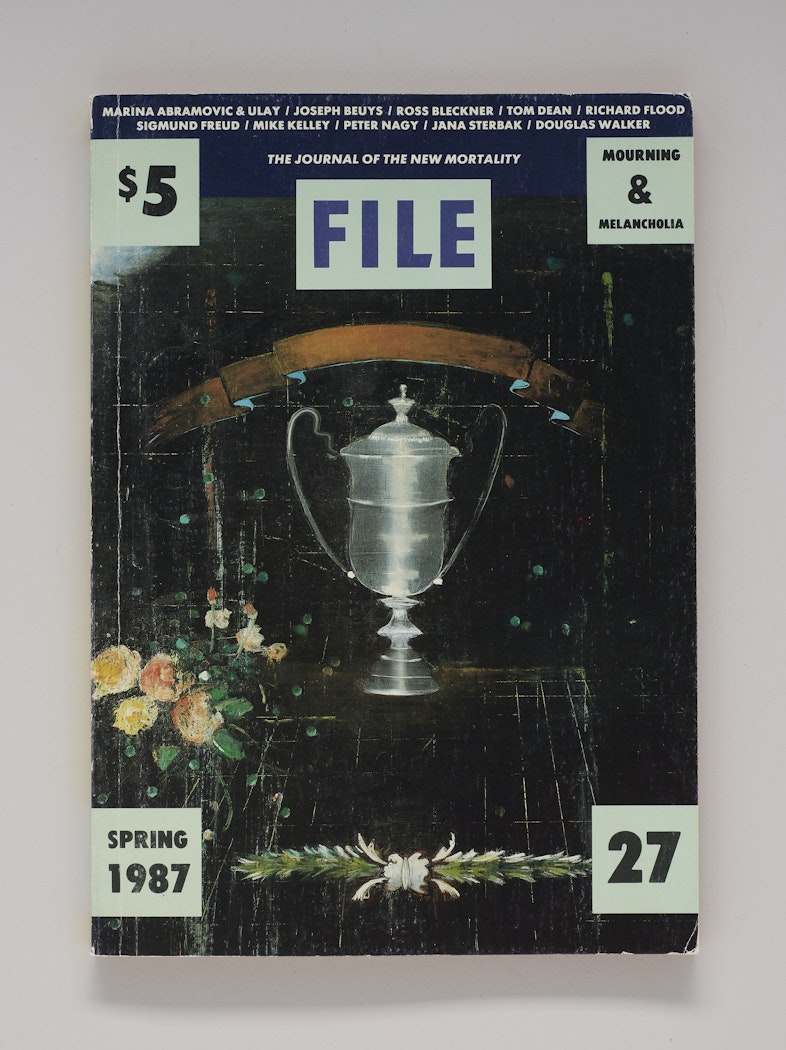 MARINA ABRAMOVIC & ULAY / JOSEPH BEUYS / ROSS BLECKNER / TOM DEAN / RICHARD FLOOD
SIGMUND FREUD / MIKE KELLEY / PETER NAGY / JANA STERBAK / DOUGLAS WALKER
$5
THE JOURNAL OF THE NEW MORTALITY
FILE
MOURNING
&
MELANCHOLIA
SPRING
1987
27